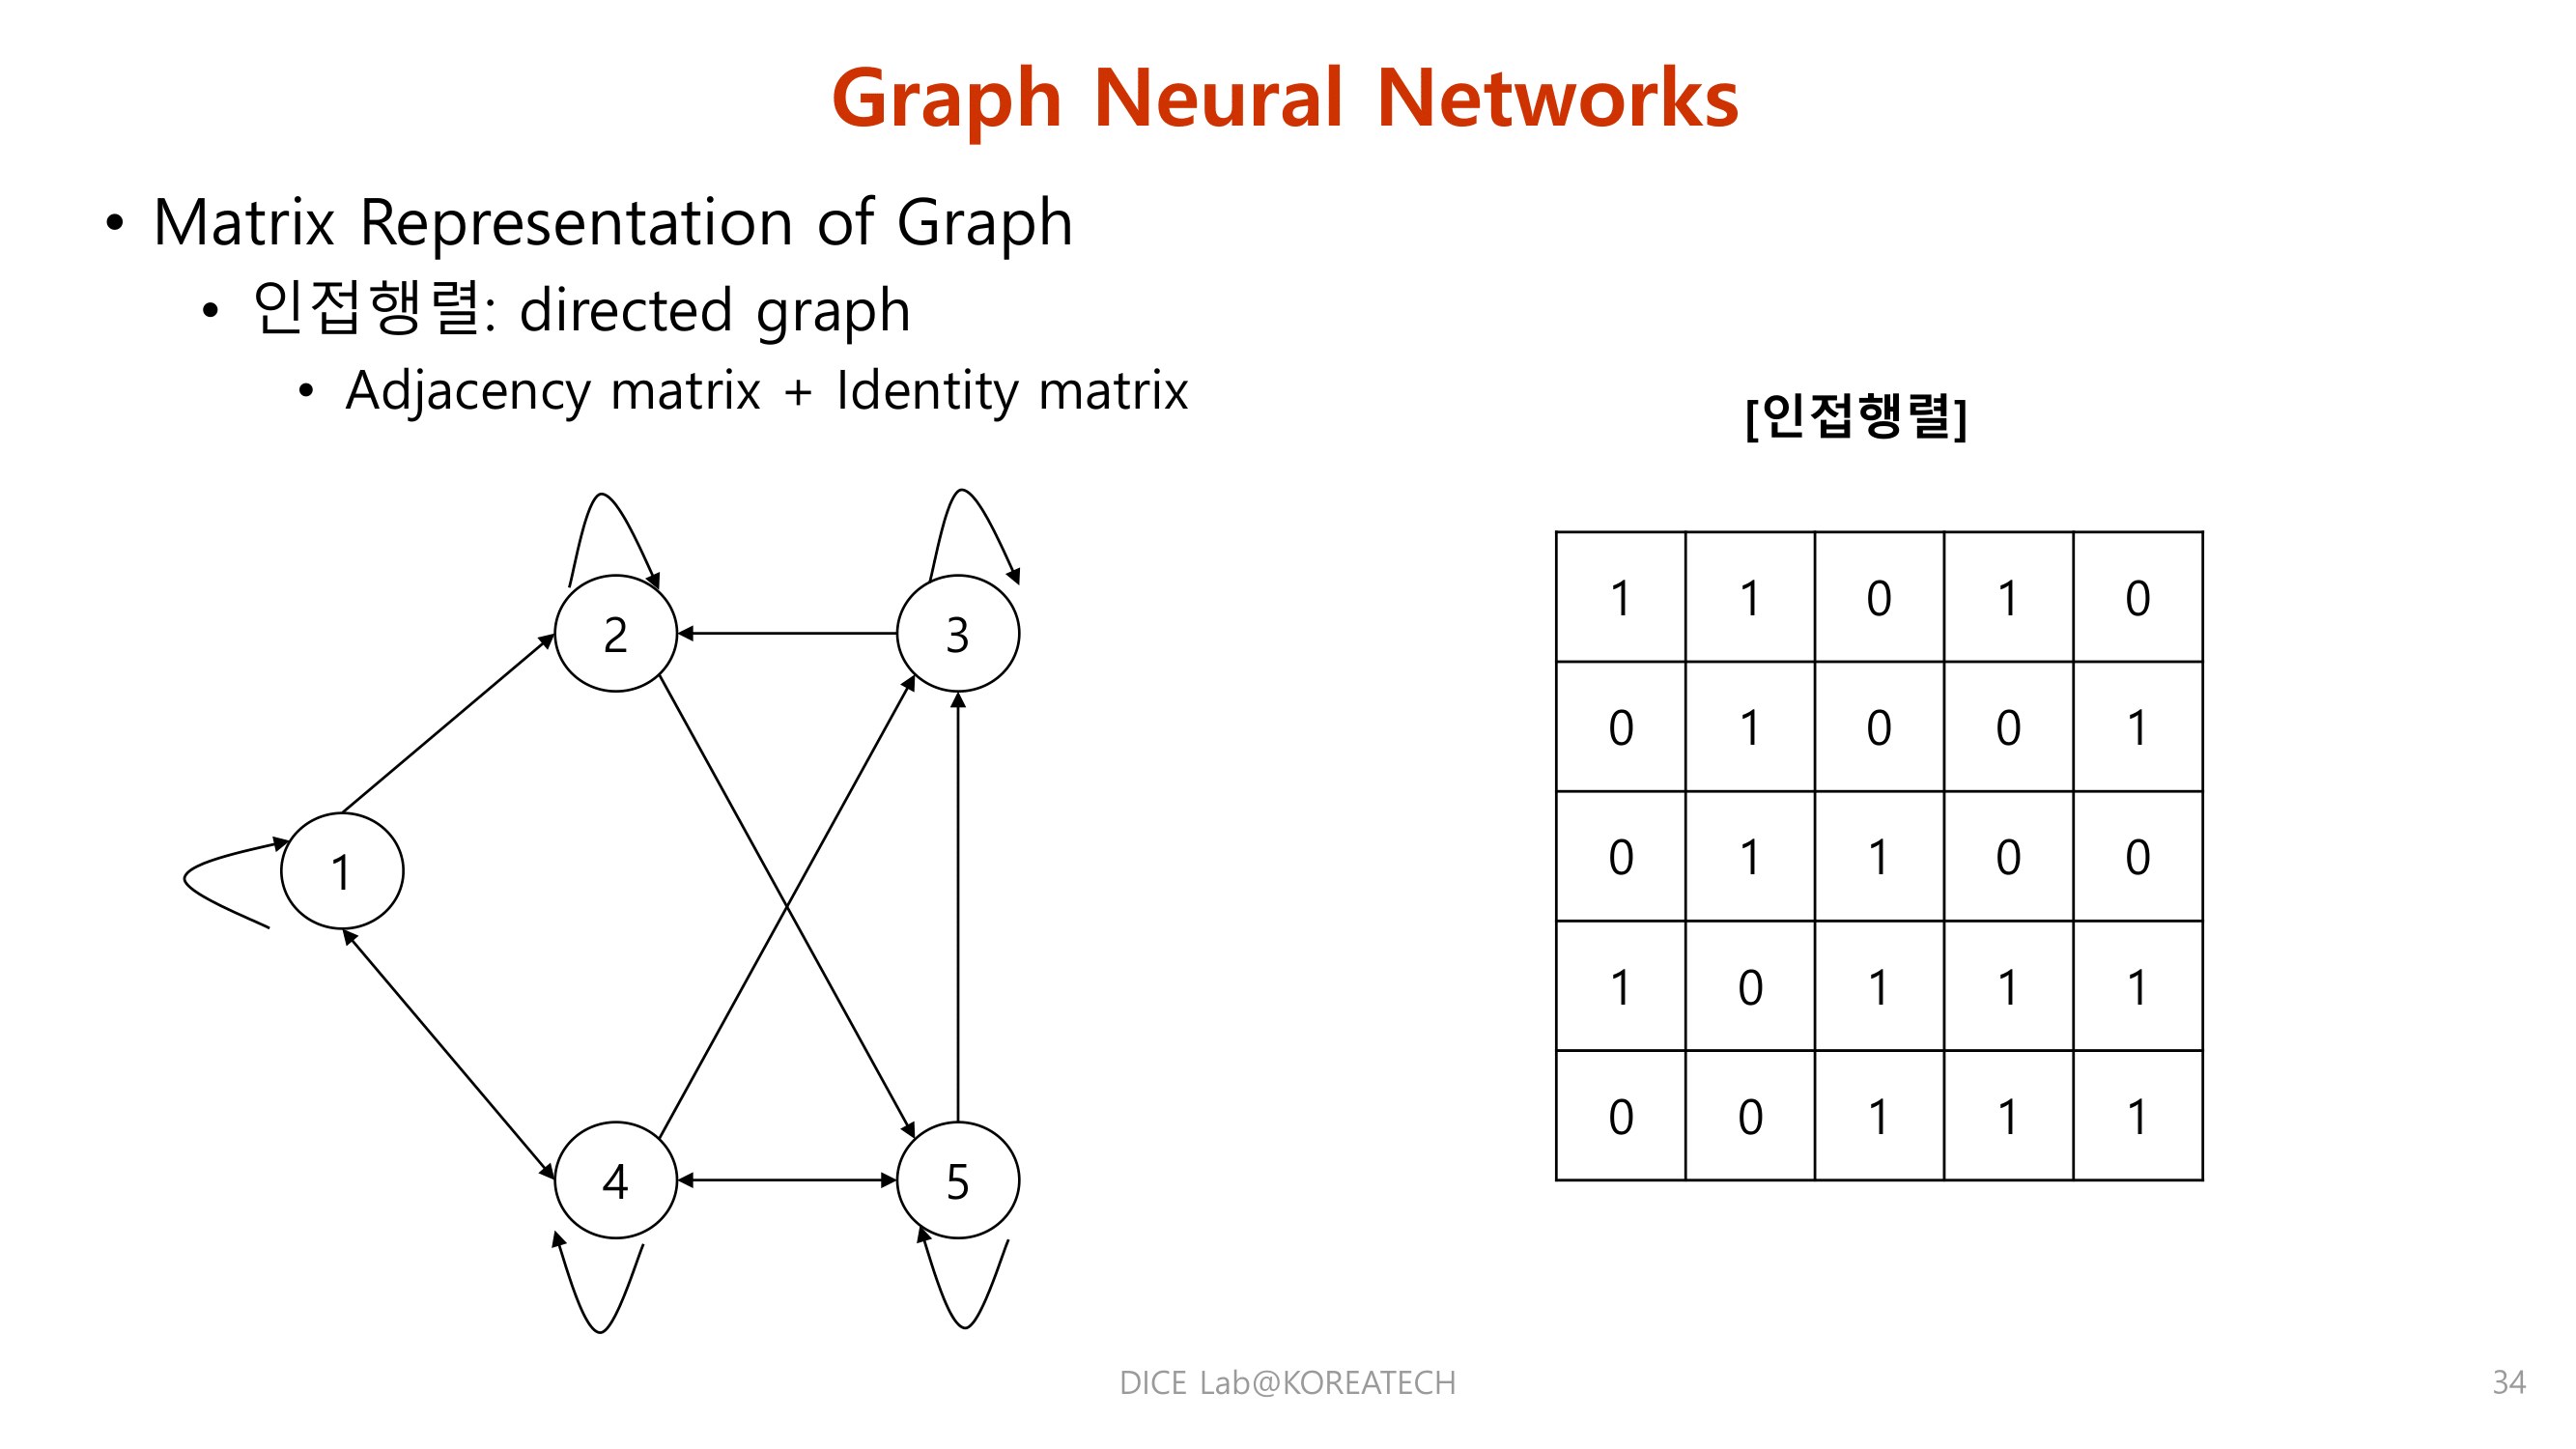 Graph Neural Networks
• Matrix Representation of Graph
• 인접행렬: directed graph
• Adjacency matrix + Identity matrix
[인접행렬]
2 3
1
4 5
1 1 0 1 0
0 1 0 0 1
0 1 1 0 0
1 0 1 1 1
0 0 1 1 1
DICE Lab@KOREATECH
34